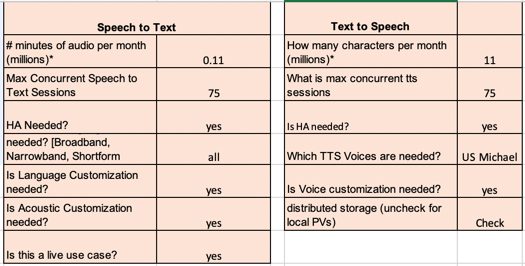 Speech to Text
# minutes of audio per month
(millions)*
0.11
Max Concurrent Speech to
Text Sessions
75
HA Needed?
yes
needed? [Broadband,
Narrowband, Shortform
all
Is Language Customization
needed?
yes
Is Acoustic Customization
needed?
yes
Is this a live use case?
yes
Text to Speech
How many characters per month
(millions)*
11
What is max concurrent tts
sessions
75
Is HA needed?
yes
Which TTS Voices are needed?
US Michael
Is Voice customization needed?
yes
distributed storage (uncheck for
local PVs)
Check